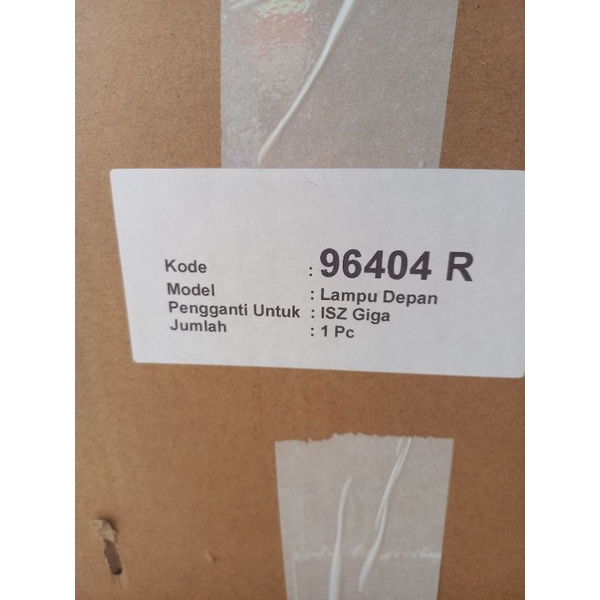 Kode : 96404 R
Model : Lampu Depan
Pengganti Untuk : ISZ Giga
Jumlah : 1 Pc